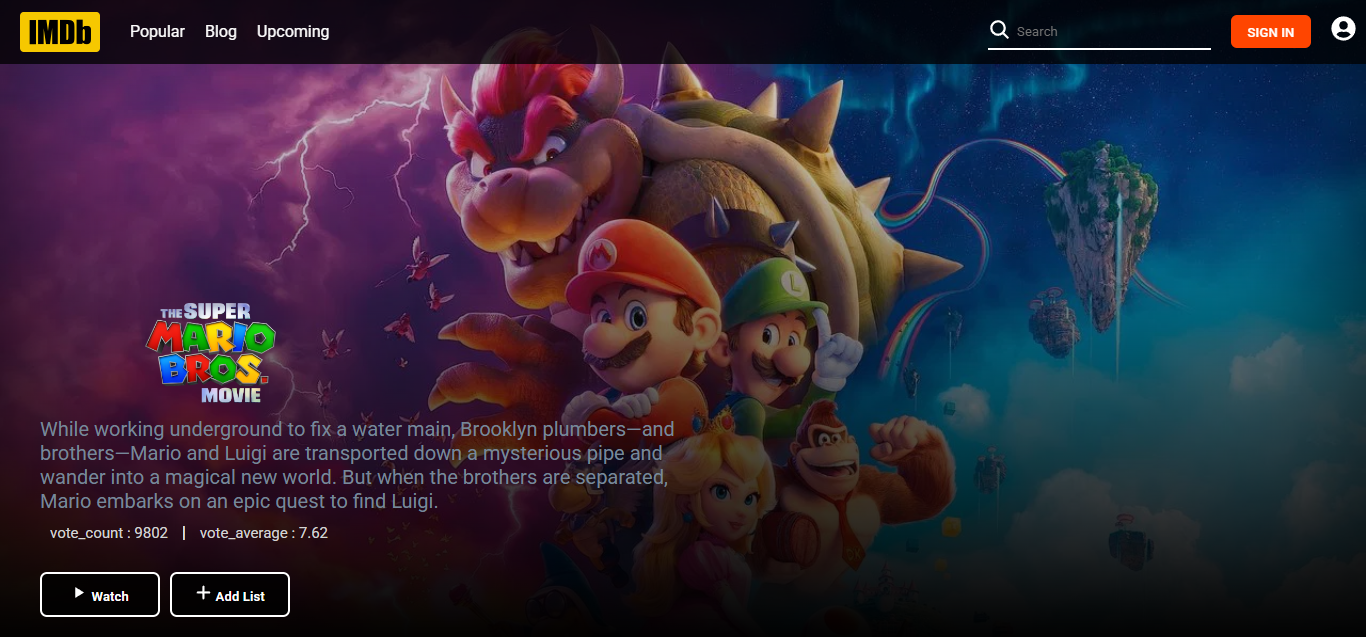 IMDb
Popular Blog Upcoming
Search
SIGN IN
THE SUPER
MARIO
BROS.
MOVIE
While working underground to fix a water main, Brooklyn plumbers—and
brothers—Mario and Luigi are transported down a mysterious pipe and
wander into a magical new world. But when the brothers are separated,
Mario embarks on an epic quest to find Luigi.
vote_count : 9802 | vote_average : 7.62
Watch
Add List
L